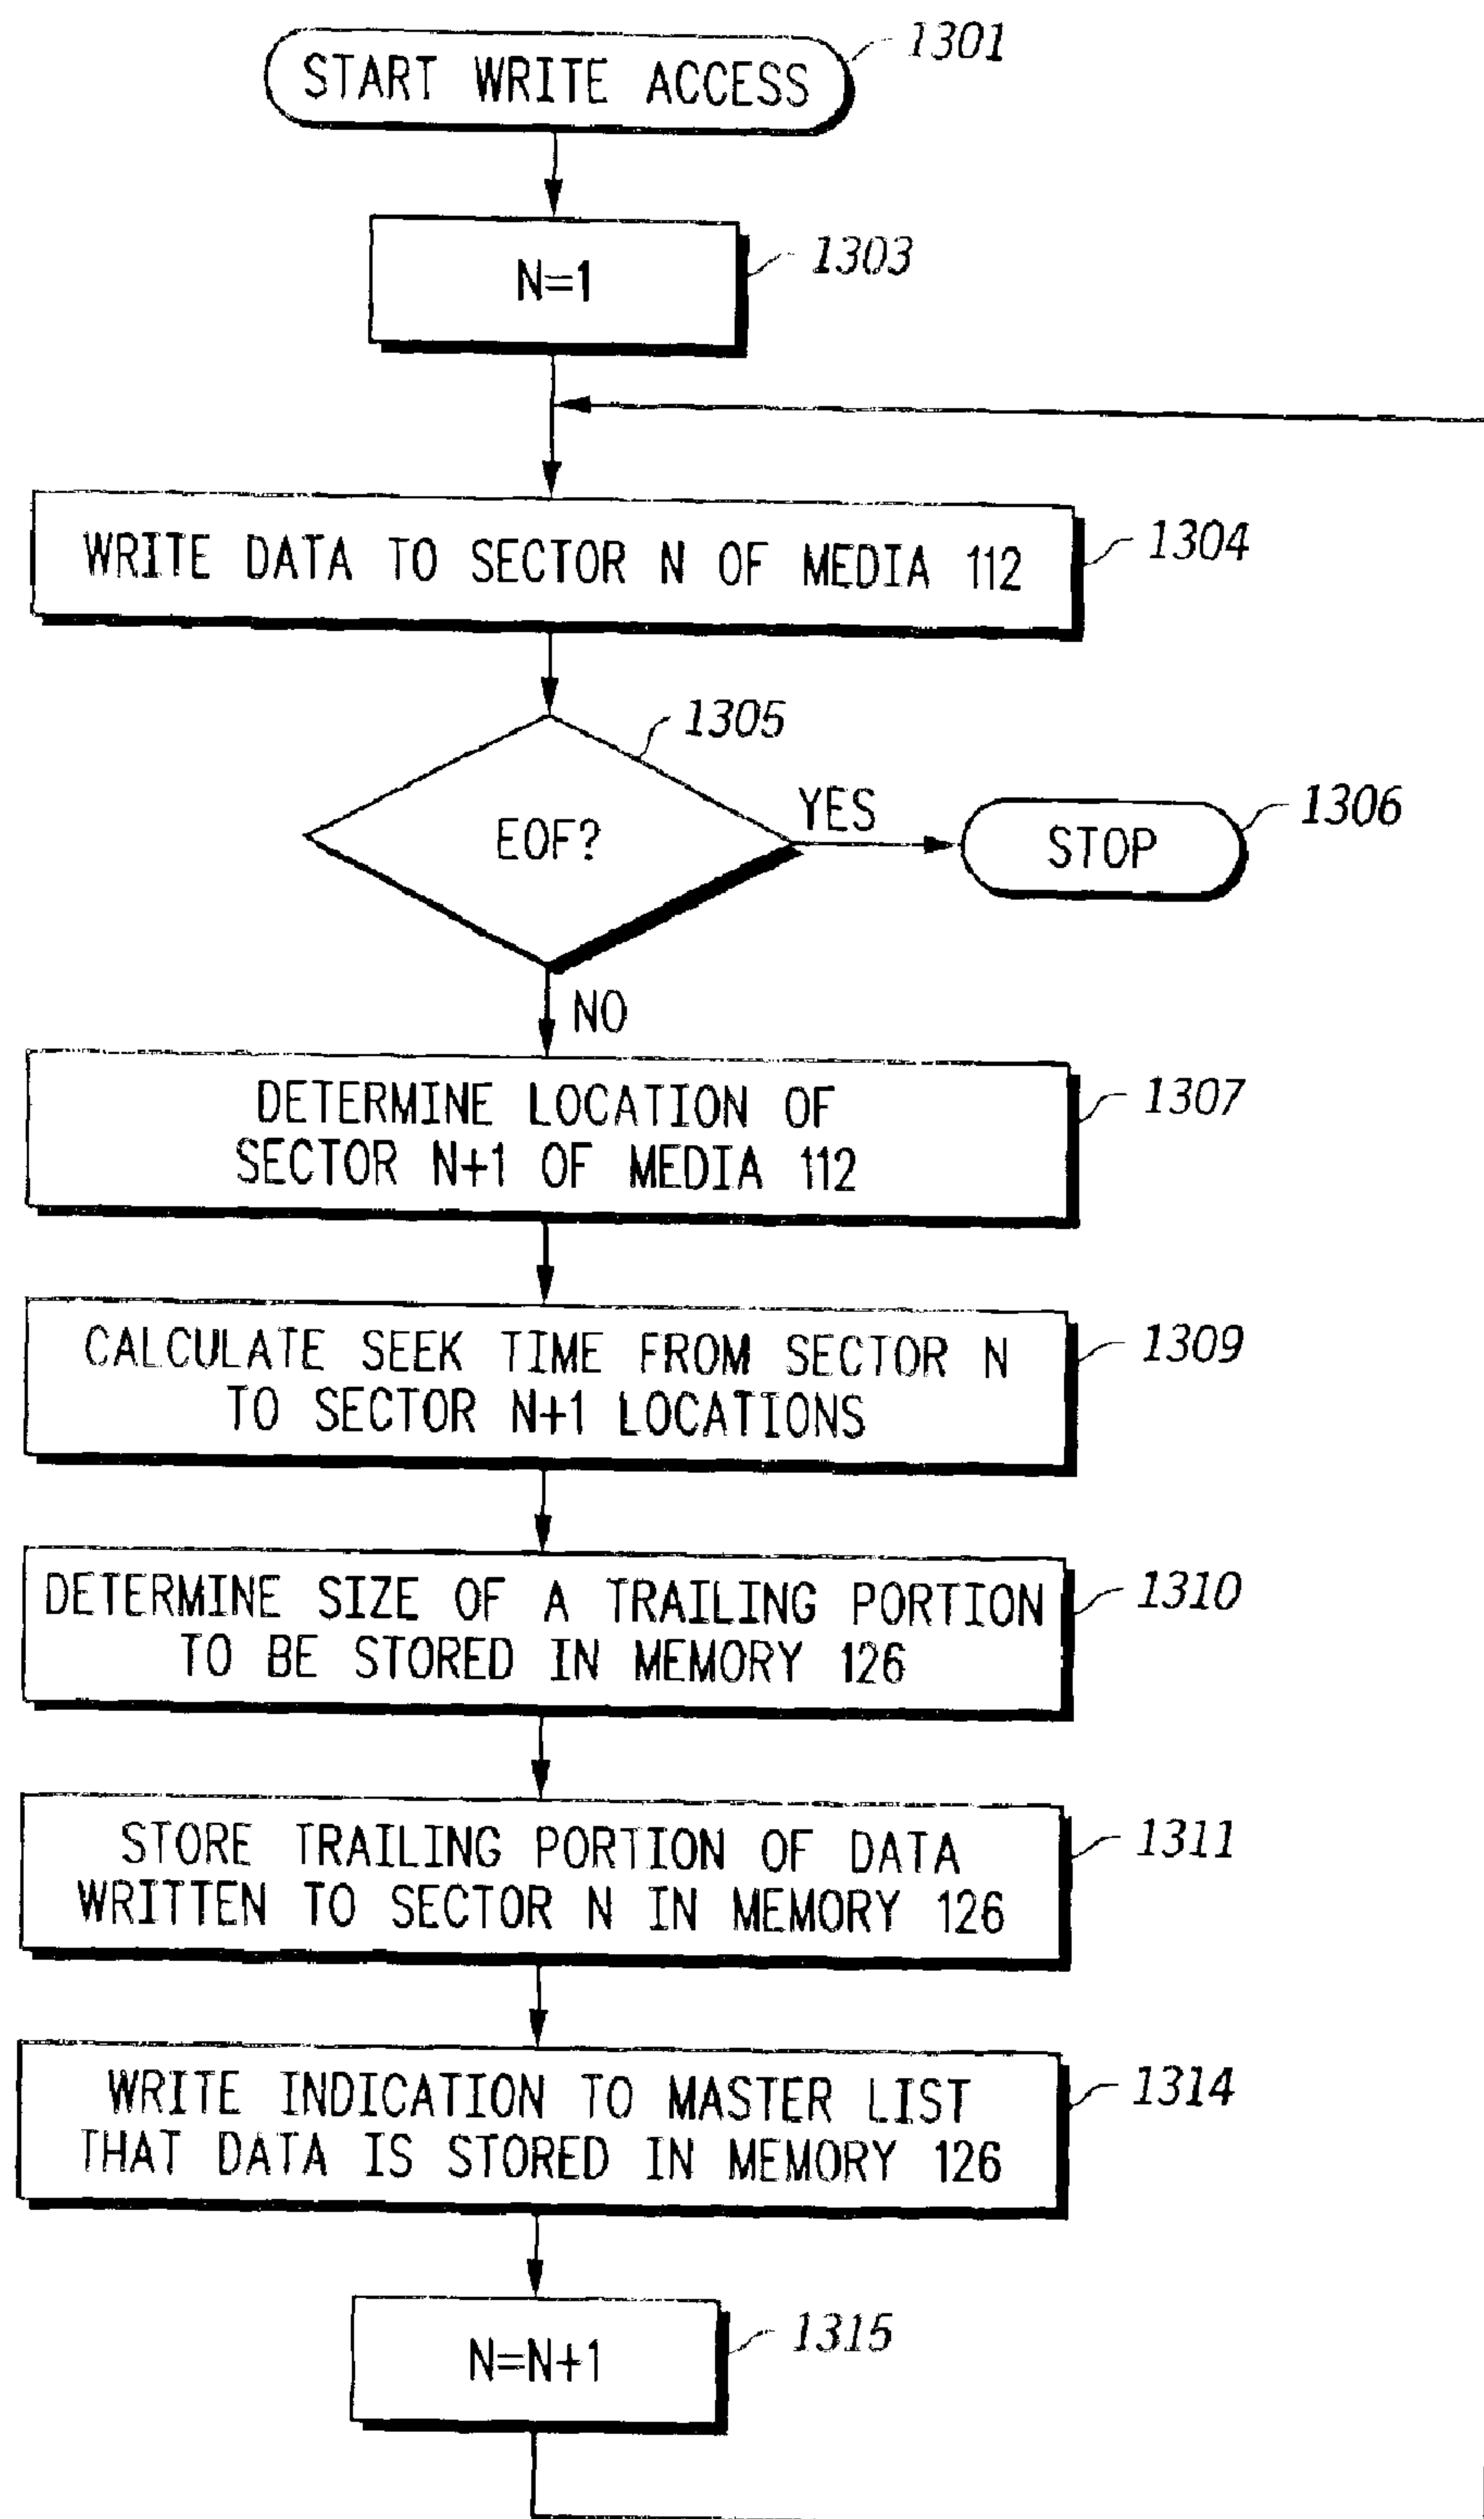 START WRITE ACCESS
1301
N=1
1303
WRITE DATA TO SECTOR N OF MEDIA 112
1304
1305
EOF?
YES
STOP
1306
NO
DETERMINE LOCATION OF
SECTOR N+1 OF MEDIA 112
1307
CALCULATE SEEK TIME FROM SECTOR N
TO SECTOR N+1 LOCATIONS
1309
DETERMINE SIZE OF A TRAILING PORTION
TO BE STORED IN MEMORY 126
1310
STORE TRAILING PORTION OF DATA
WRITTEN TO SECTOR N IN MEMORY 126
1311
WRITE INDICATION TO MASTER LIST
THAT DATA IS STORED IN MEMORY 126
1314
N=N+1
1315